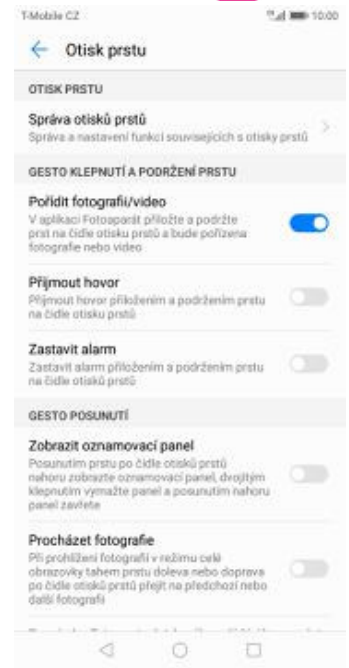 T-Mobile CZ 10:00
Otisk prstu
OTISK PRSTU
Správa otisků prstů
Správa a nastavení funkcí souvisejících s otisky prstů
GESTO KLEPNUTÍ A PODRŽENÍ PRSTU
Pořídit fotografii/video
V aplikaci Fotoaparát přiložte a podržte
prst na čidle otisku prstů a bude pořízena
fotografie nebo video
Přijmout hovor
Přijmout hovor přiložením a podržením prstu
na čidle otisku prstů
Zastavit alarm
Zastavit alarm přiložením a podržením prstu
na čidle otisků prstů
GESTO POSUNUTÍ
Zobrazit oznamovací panel
Posunutím prstu po čidle otisků prstů
nahoru zobrazte oznamovací panel, dvojitým
klepnutím vymažte panel a posunutím nahoru
panel zavřete
Procházet fotografie
Při prohlížení fotografií v režimu celé
obrazovky tahem prstu doleva nebo doprava
po čidle otisků prstů přejít na předchozí nebo
další fotografii